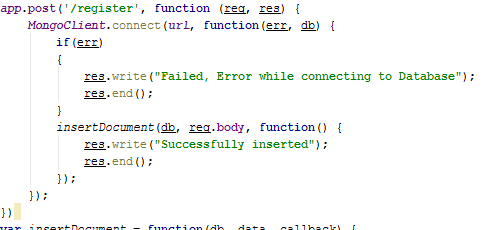 app.post('/register', function (req, res) {
    MongoClient.connect(url, function(err, db) {
        if(err)
        {
            res.write("Failed, Error while connecting to Database");
            res.end();
        }
        insertDocument(db, req.body, function() {
            res.write("Successfully inserted");
            res.end();
        });
    });
})
var insertDocument = function(db, data, callback) {